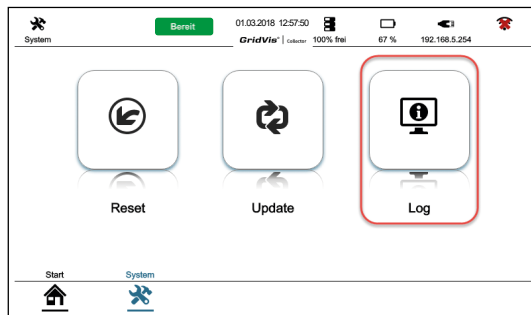 System
Bereit
01.03.2018 12:57:50
GridVis® | Collector
100% frei
67 %
192.168.5.254
Reset
Update
Log
Start
System